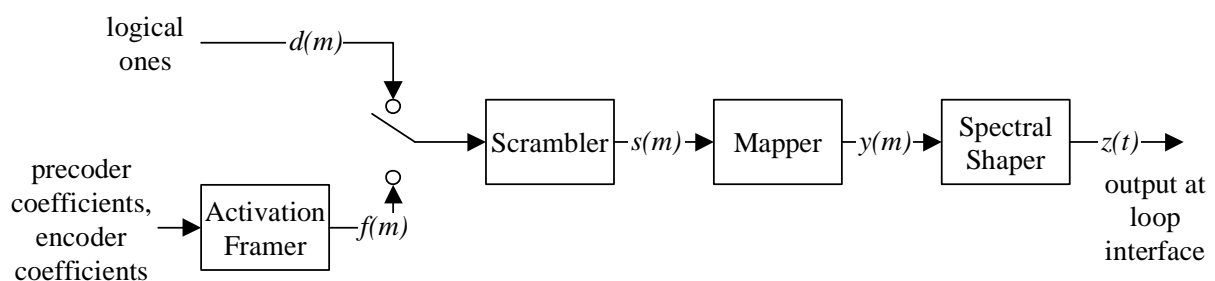 logical
ones
d(m)
Scrambler
s(m)
Mapper
y(m)
Spectral
Shaper
z(t)
output at
loop
interface
precoder
coefficients,
encoder
coefficients
Activation
Framer
f(m)